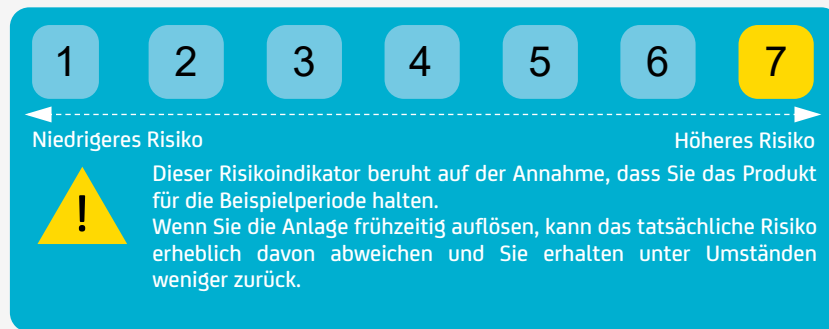 1 2 3 4 5 6 7
Niedrigeres Risiko Höheres Risiko
!
Dieser Risikoindikator beruht auf der Annahme, dass Sie das Produkt
für die Beispielperiode halten.
Wenn Sie die Anlage frühzeitig auflösen, kann das tatsächliche Risiko
erheblich davon abweichen und Sie erhalten unter Umständen
weniger zurück.